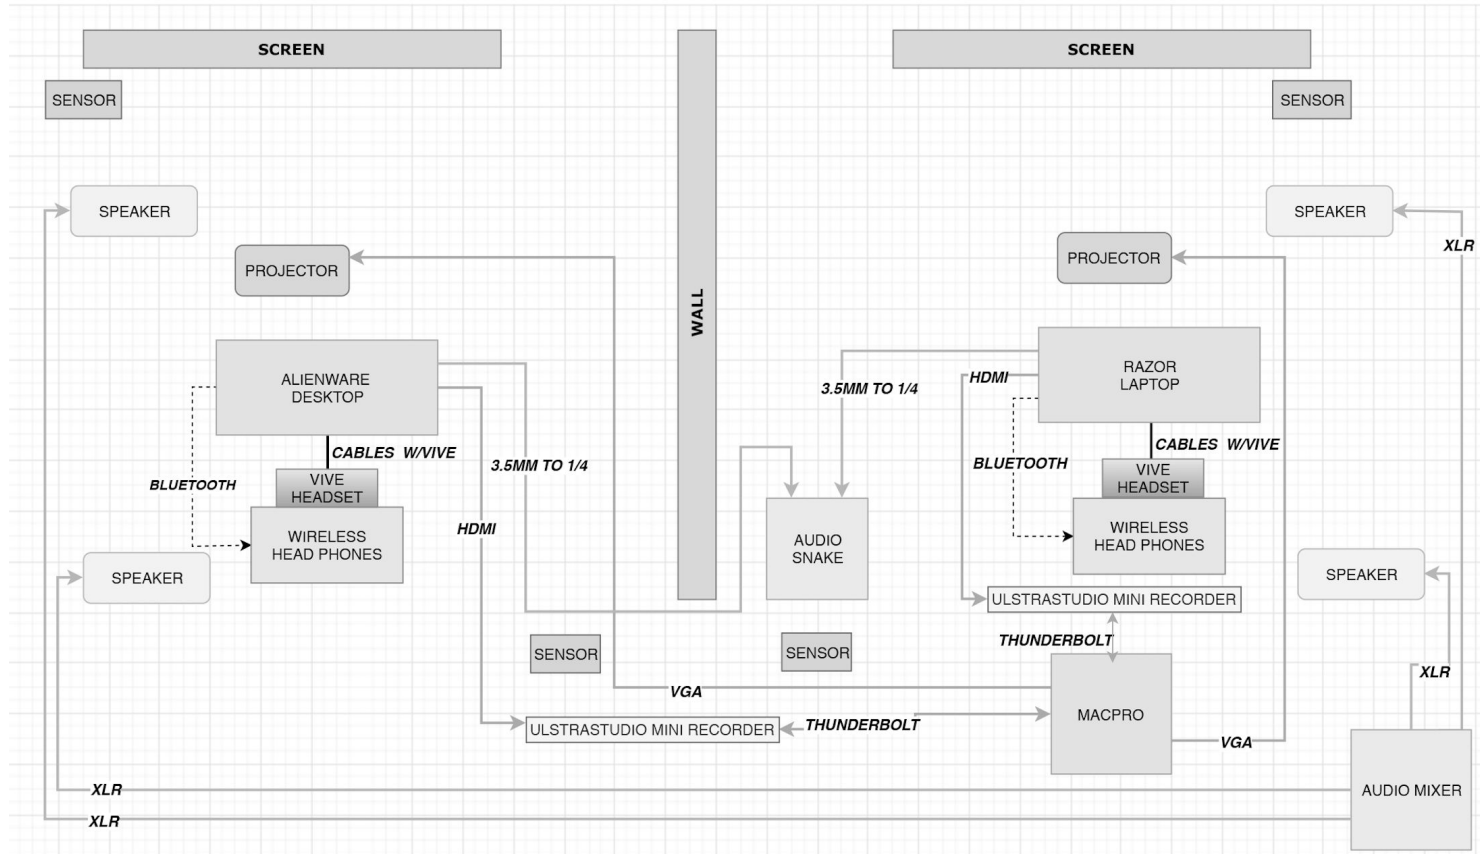 SCREEN
SCREEN
SENSOR
SENSOR
SPEAKER
SPEAKER
XLR
PROJECTOR
PROJECTOR
WALL
ALIENWARE
DESKTOP
RAZOR
LAPTOP
HDMI
3.5MM TO 1/4
CABLES W/VIVE
CABLES W/VIVE
3.5MM TO 1/4
BLUETOOTH
BLUETOOTH
VIVE
HEADSET
VIVE
HEADSET
HDMI
WIRELESS
HEAD PHONES
AUDIO
SNAKE
WIRELESS
HEAD PHONES
SPEAKER
SPEAKER
ULSTRASTUDIO MINI RECORDER
THUNDERBOLT
SENSOR
SENSOR
XLR
VGA
MACPRO
ULSTRASTUDIO MINI RECORDER
THUNDERBOLT
VGA
XLR
AUDIO MIXER
XLR